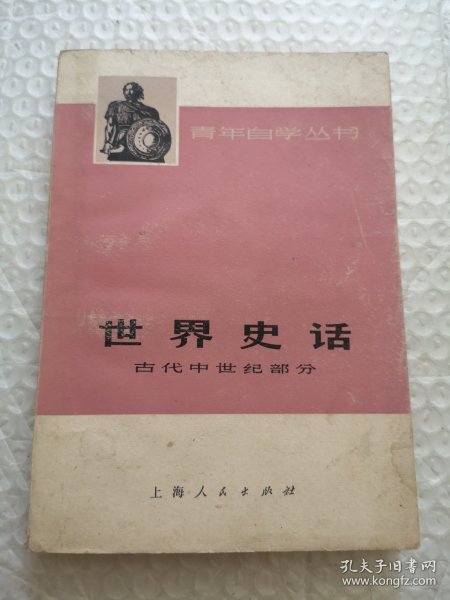 青年自学丛书
世界史话
古代中世纪部分
上海人民出版社
孔夫子旧书网
www.kongfz.com